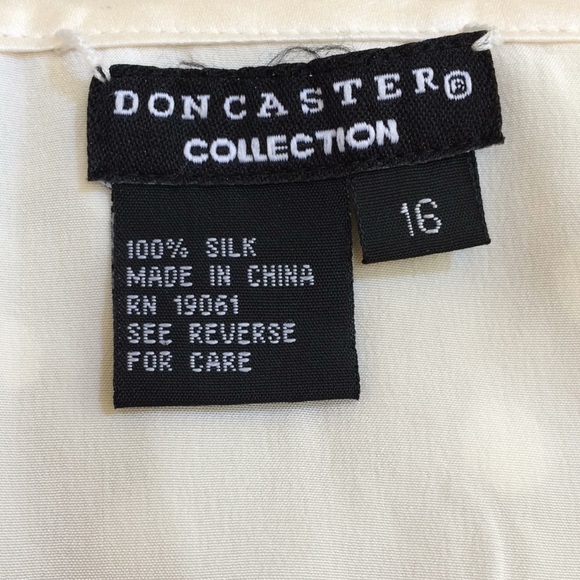 DONCASTER®
COLLECTION
16
100% SILK
MADE IN CHINA
RN 19061
SEE REVERSE
FOR CARE